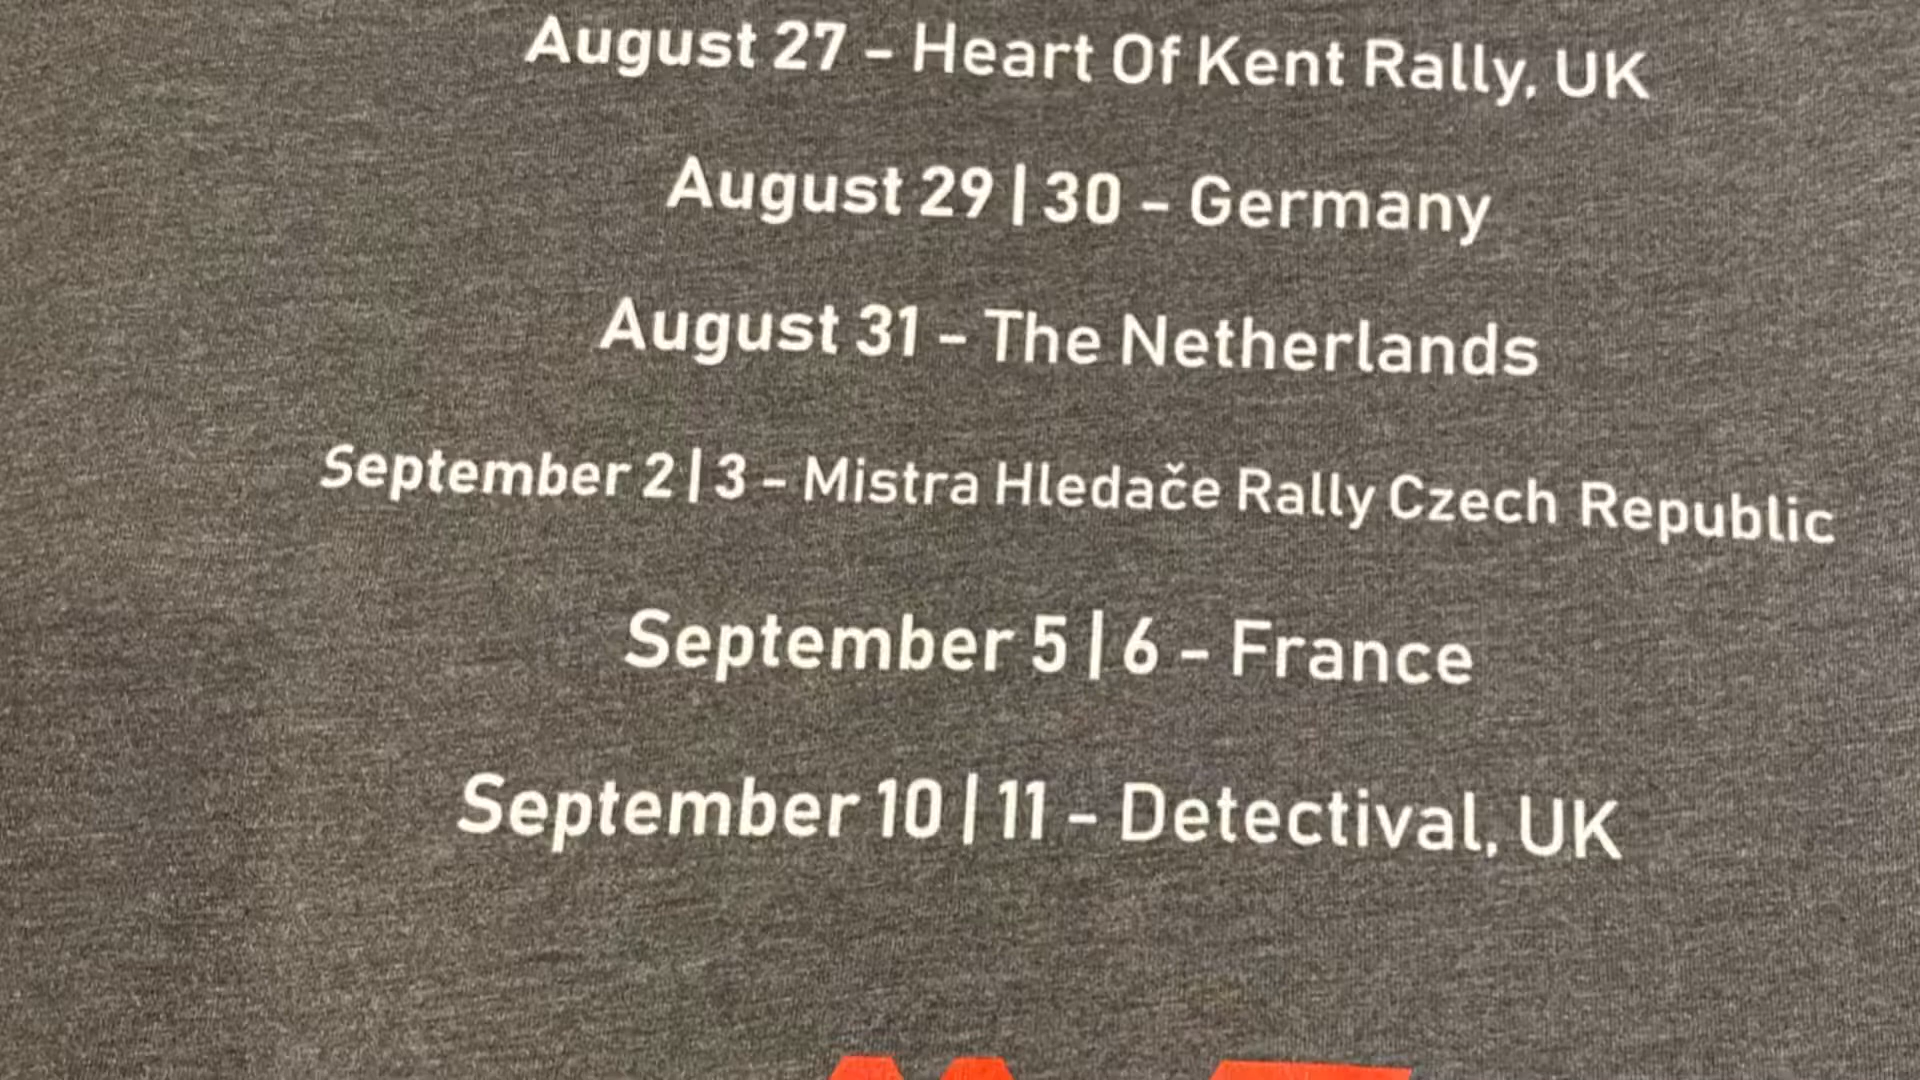 August 27 - Heart Of Kent Rally, UK
August 29 | 30 - Germany
August 31 - The Netherlands
September 2 | 3 - Mistra Hledače Rally Czech Republic
September 5 | 6 - France
September 10 | 11 - Detectival, UK